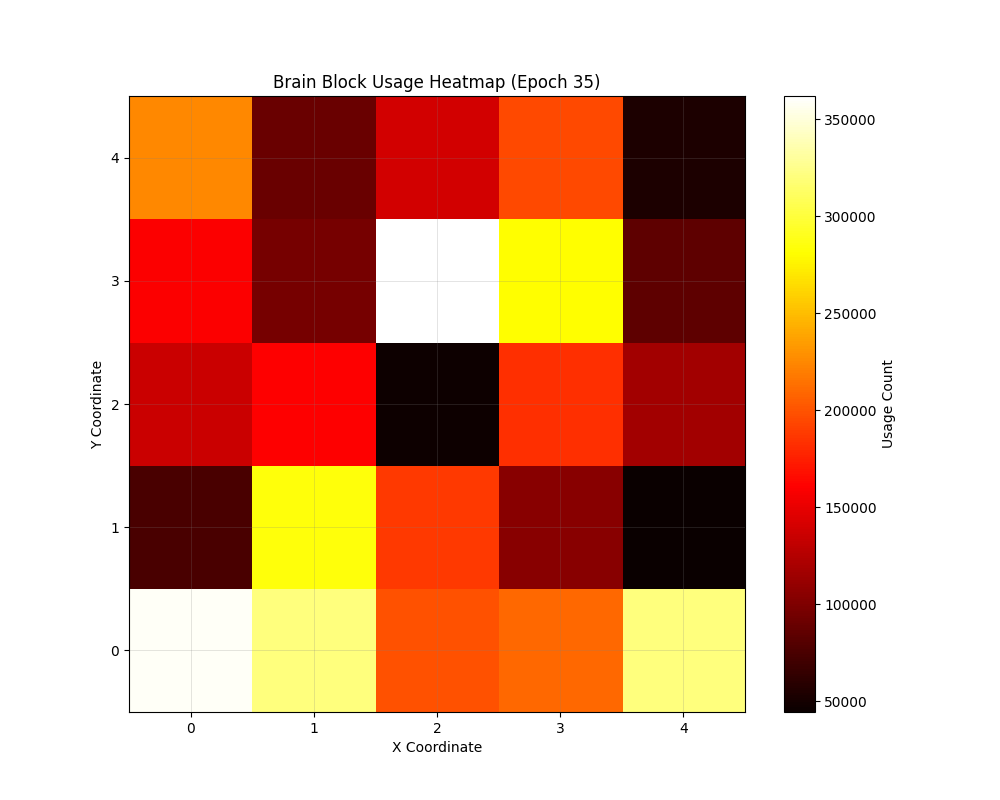 Brain Block Usage Heatmap (Epoch 35)
4
3
2
1
0
Y Coordinate
0 1 2 3 4
X Coordinate
350000
300000
250000
200000
150000
100000
50000
Usage Count